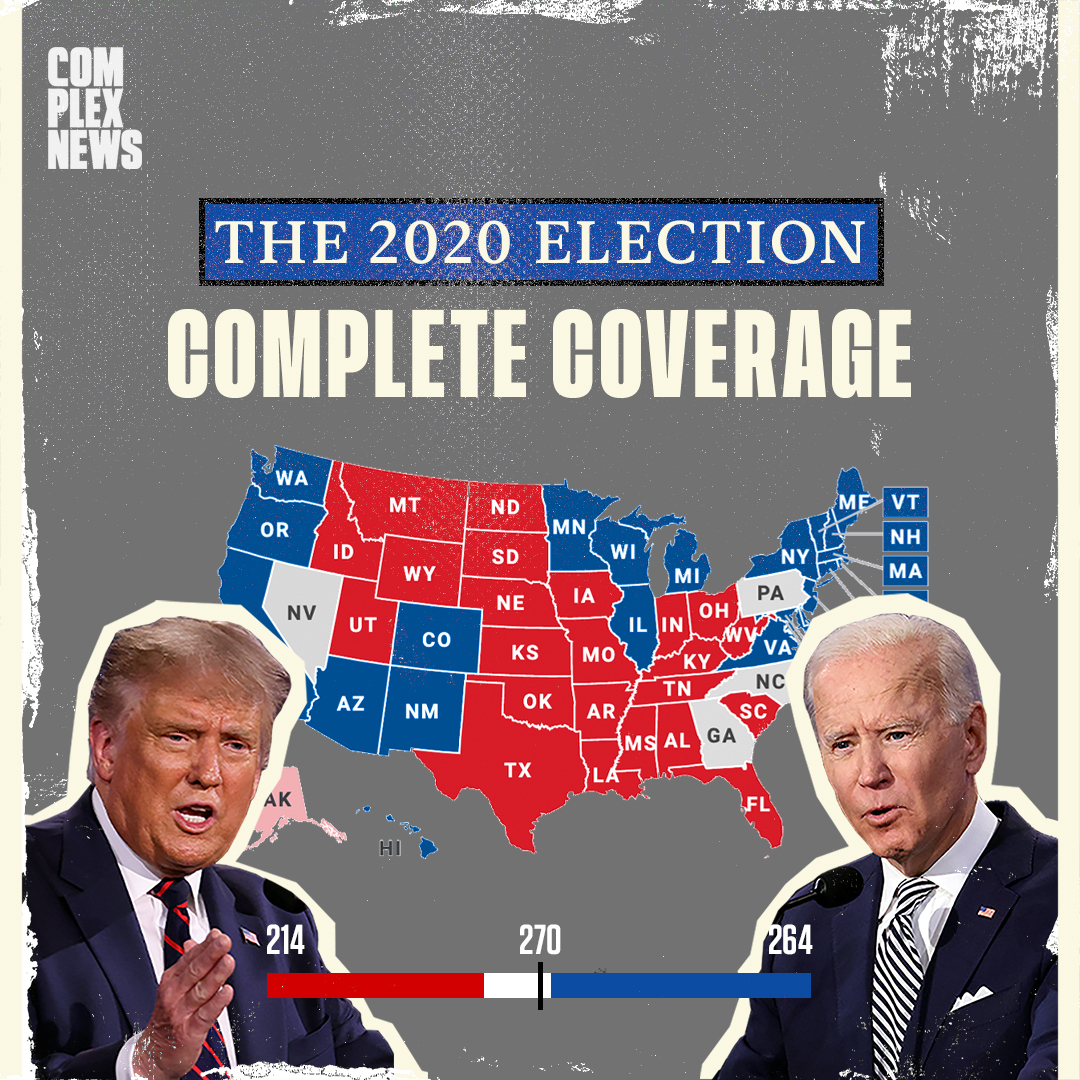 COM
PLEX
NEWS
THE 2020 ELECTION
COMPLETE COVERAGE
WA
MT
ND
MN
ME
VT
OR
ID
SD
WI
NH
WY
MI
NY
MA
NV
UT
NE
IA
PA
CO
IL
IN
OH
WV
VA
KS
MO
KY
AZ
NM
OK
AR
TN
NC
SC
MS
AL
GA
TX
LA
FL
AK
HI
214
270
264